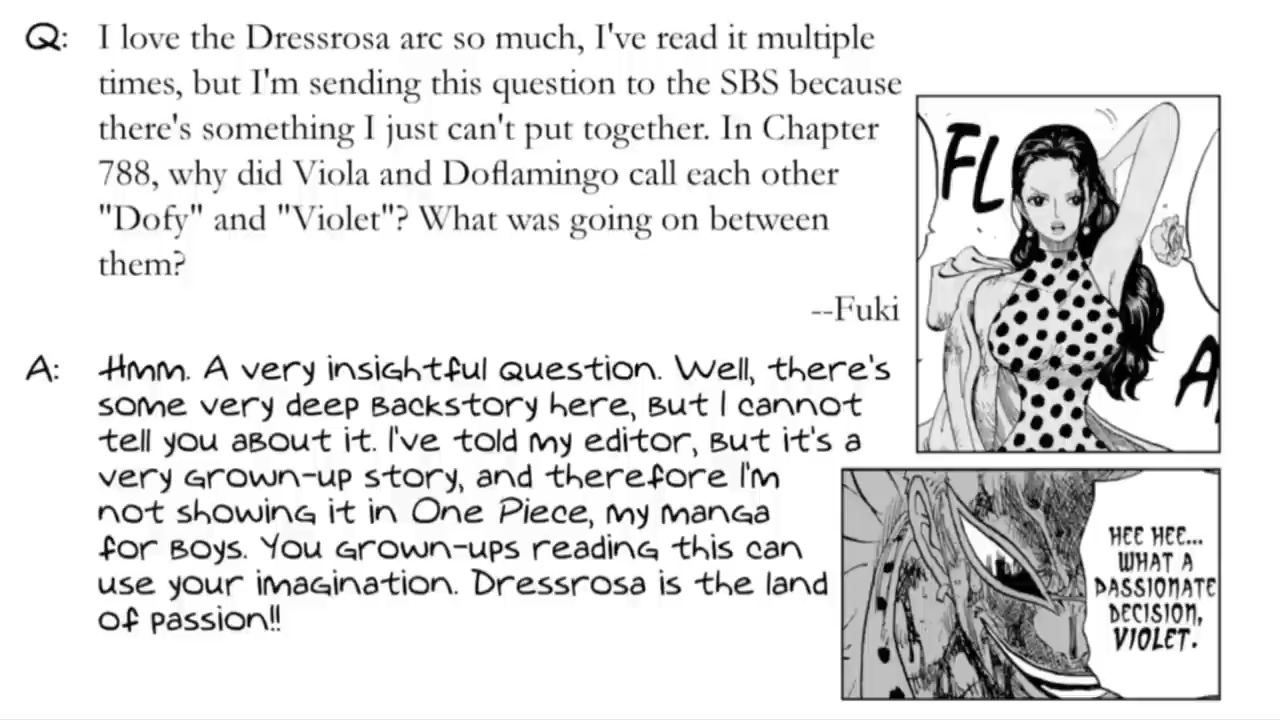 Q: I love the Dressrosa arc so much, I've read it multiple
times, but I'm sending this question to the SBS because
there's something I just can't put together. In Chapter
788, why did Viola and Doflamingo call each other
"Dofy" and "Violet"? What was going on between
them?
--Fuki
A: Hmm. A very insightful question. Well, there's
some very deep backstory here, but I cannot
tell you about it. I've told my editor, but it's a
very grown-up story, and therefore I'm
not showing it in One Piece, my manga
for boys. You grown-ups reading this can
use your imagination. Dressrosa is the land
of passion!!
FL
A
HEE HEE...
WHAT A
PASSIONATE
DECISION,
VIOLET.